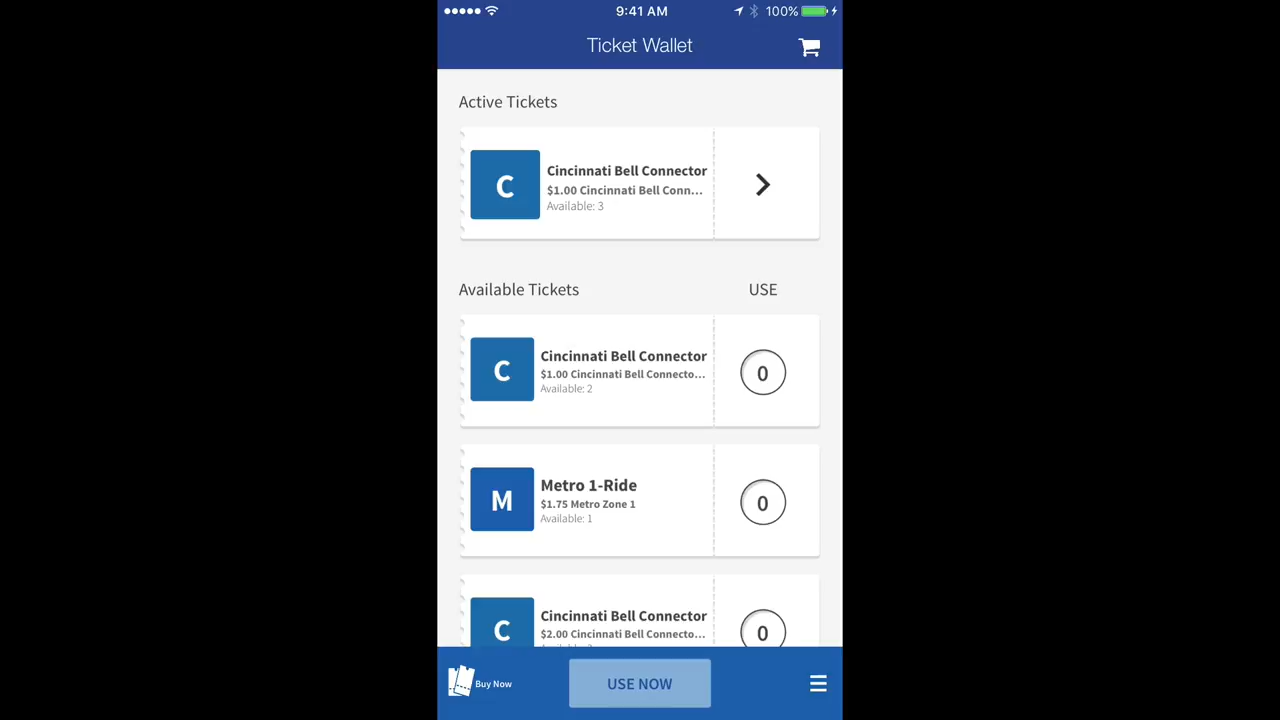 9:41 AM
100%
Ticket Wallet
Active Tickets
C
Cincinnati Bell Connector
$1.00 Cincinnati Bell Conn...
Available: 3
Available Tickets
USE
C
Cincinnati Bell Connector
$1.00 Cincinnati Bell Connecto...
Available: 2
0
M
Metro 1-Ride
$1.75 Metro Zone 1
Available: 1
0
C
Cincinnati Bell Connector
$2.00 Cincinnati Bell Connecto...
0
Buy Now
USE NOW